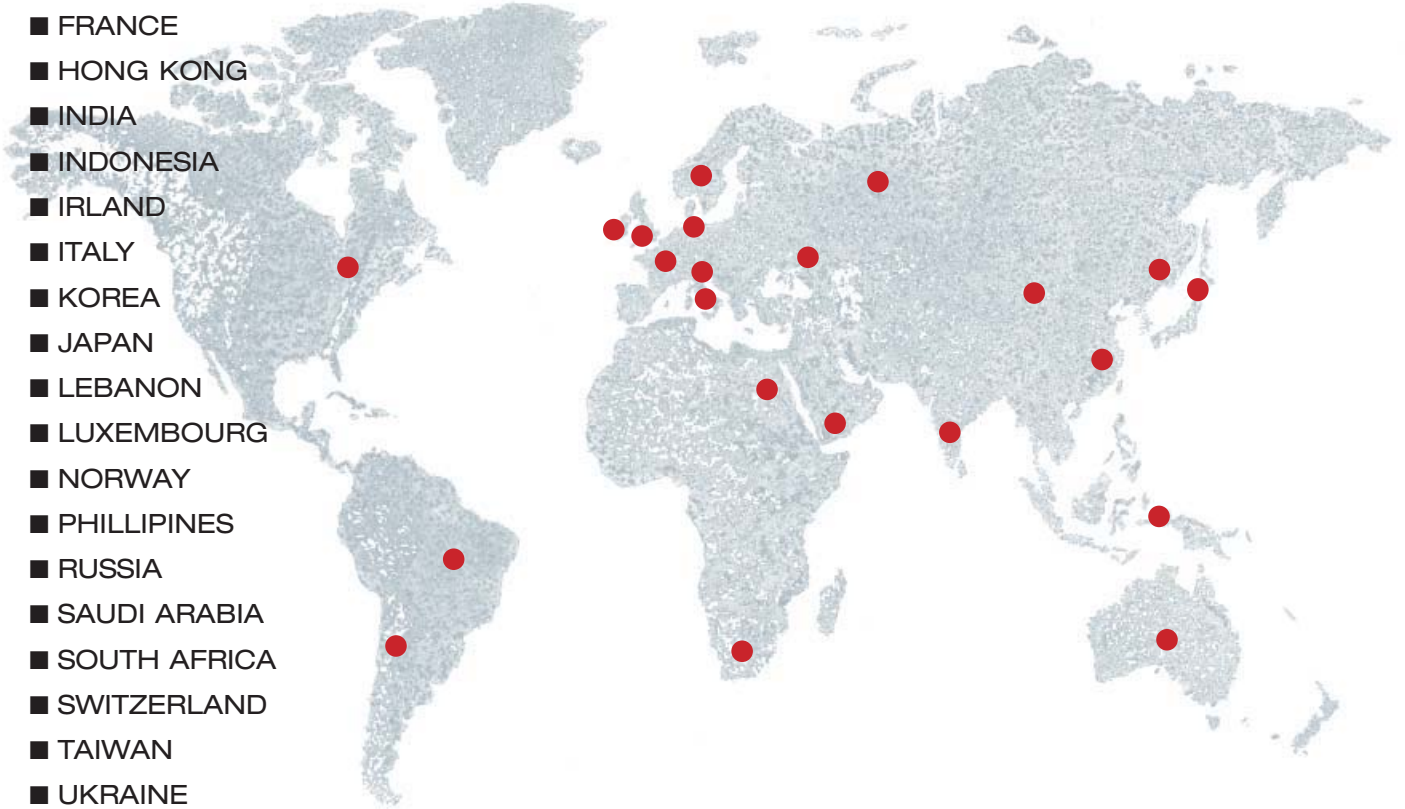 ■ FRANCE
■ HONG KONG
■ INDIA
■ INDONESIA
■ IRLAND
■ ITALY
■ KOREA
■ JAPAN
■ LEBANON
■ LUXEMBOURG
■ NORWAY
■ PHILLIPINES
■ RUSSIA
■ SAUDI ARABIA
■ SOUTH AFRICA
■ SWITZERLAND
■ TAIWAN
■ UKRAINE